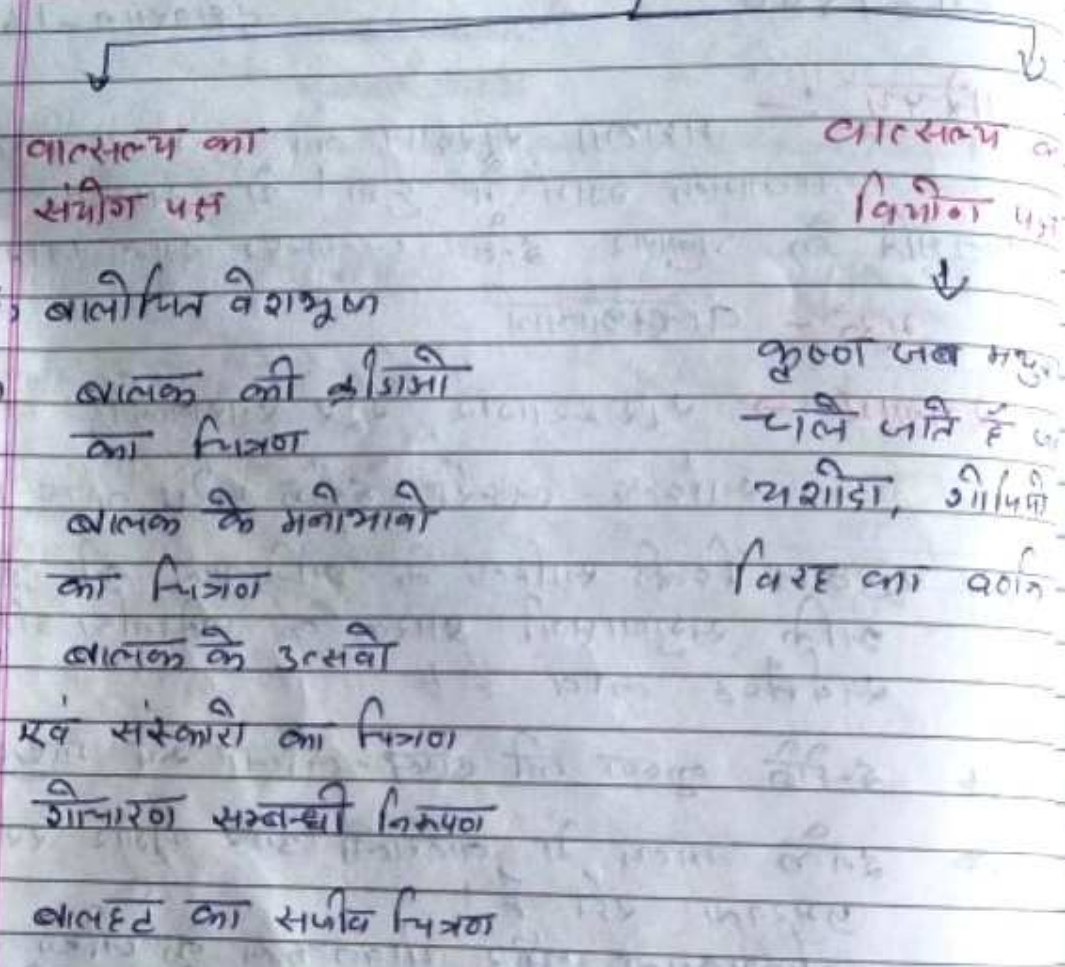 वात्सल्य का
संयोग पक्ष
बालोचित वेशभूषा
बालक की क्रीडाओ
का चित्रण
बालक के मनोभावो
का चित्रण
बालक के उत्सवो
एवं संस्कारो का चित्रण
गोचारण सम्बन्धी निरूपण
बालहट का सजीव चित्रण
वात्सल्य
वियोग
कृष्ण जब
चले जाते हैं
यशोदा, गोपियो
विरह का